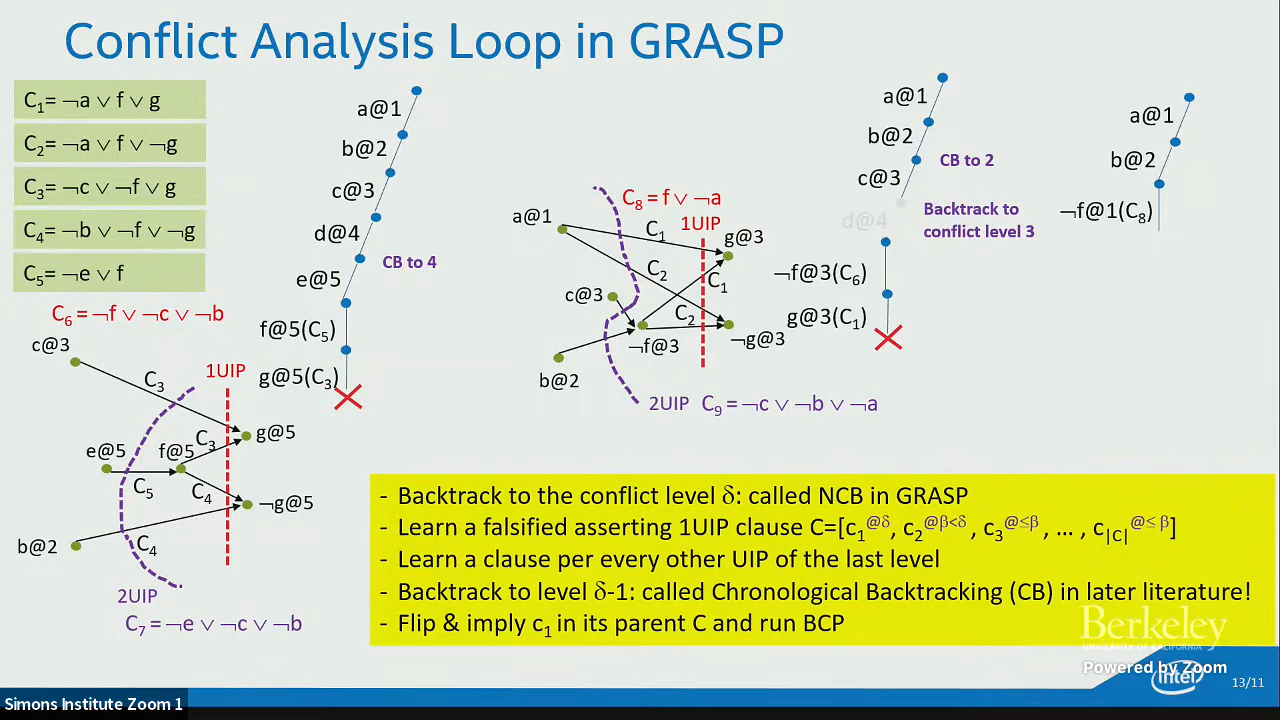 Conflict Analysis Loop in GRASP
C₁= ¬a ∨ f ∨ g
C₂= ¬a ∨ f ∨ ¬g
C₃= ¬c ∨ ¬f ∨ g
C₄= ¬b ∨ ¬f ∨ ¬g
C₅= ¬e ∨ f
C₆= ¬f ∨ ¬c ∨ ¬b
c@3
C₃
1UIP
g@5
e@5
f@5
C₃
C₅
C₄
¬g@5
b@2
C₄
2UIP
C₇= ¬e ∨ ¬c ∨ ¬b
a@1
b@2
c@3
d@4
CB to 4
e@5
f@5(C₅)
g@5(C₃)
C₈ = f ∨ ¬a
a@1
C₁
1UIP
g@3
C₂
C₁
c@3
C₂
¬f@3
¬g@3
b@2
2UIP
C₉ = ¬c ∨ ¬b ∨ ¬a
a@1
b@2
CB to 2
c@3
d@4
Backtrack to
conflict level 3
¬f@3(C₆)
g@3(C₁)
a@1
b@2
¬f@1(C₈)
- Backtrack to the conflict level δ: called NCB in GRASP
- Learn a falsified asserting 1UIP clause C=[c₁@δ, c₂@β<δ, c₃@≤β, … , c|C|@≤ β]
- Learn a clause per every other UIP of the last level
- Backtrack to level δ-1: called Chronological Backtracking (CB) in later literature!
- Flip & imply c₁ in its parent C and run BCP
Berkeley
UNIVERSITY OF CALIFORNIA
Powered by Zoom
intel
13/11
Simons Institute Zoom 1